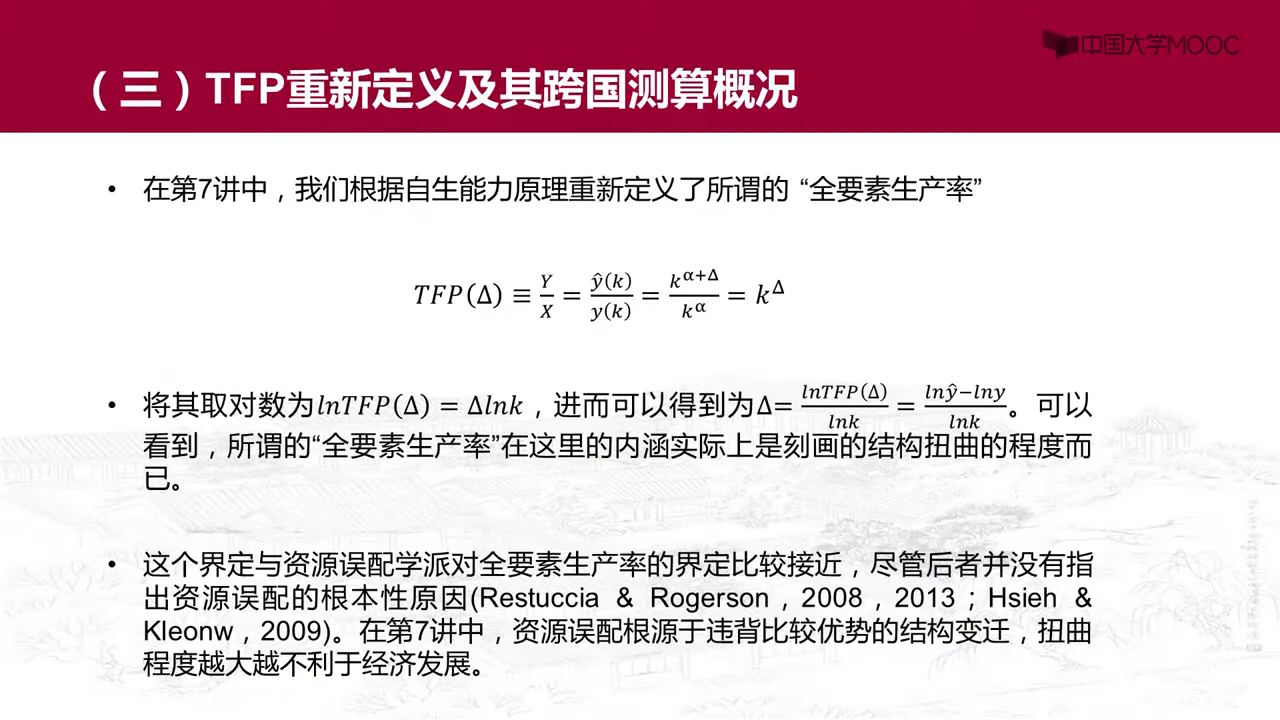 中国大学MOOC
（三）TFP重新定义及其跨国测算概况
• 在第7讲中，我们根据自生能力原理重新定义了所谓的 “全要素生产率”
TFP(Δ) ≡ Y/X = ŷ(k)/y(k) = k^(α+Δ)/k^α = k^Δ
• 将其取对数为lnTFP(Δ) = Δlnk，进而可以得到为Δ= lnTFP(Δ)/lnk = (lnŷ−lny)/lnk。可以
看到，所谓的“全要素生产率”在这里的内涵实际上是刻画的结构扭曲的程度而
已。
• 这个界定与资源误配学派对全要素生产率的界定比较接近，尽管后者并没有指
出资源误配的根本性原因(Restuccia & Rogerson，2008，2013；Hsieh &
Kleonw，2009)。在第7讲中，资源误配根源于违背比较优势的结构变迁，扭曲
程度越大越不利于经济发展。